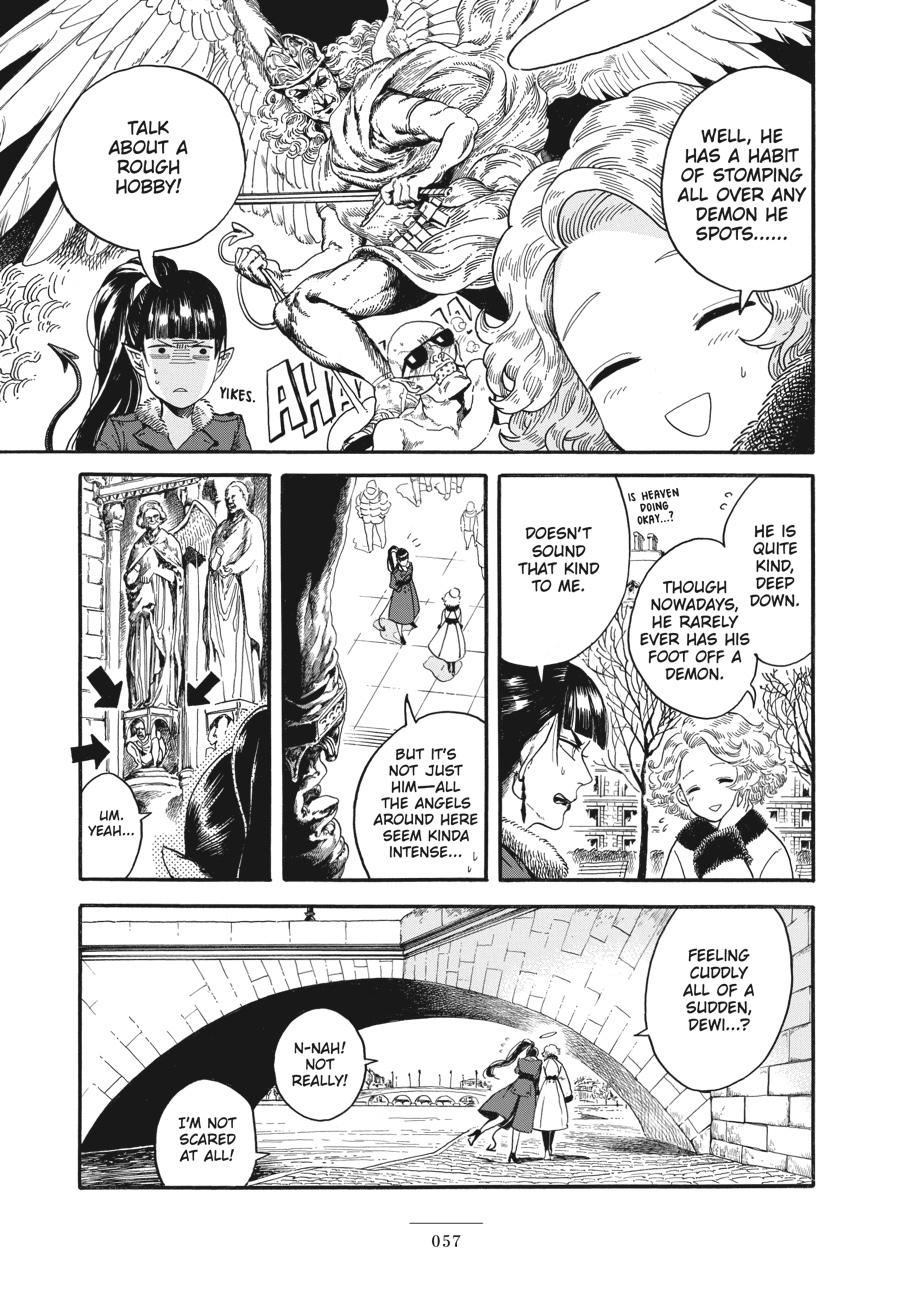 WELL, HE
HAS A HABIT
OF STOMPING
ALL OVER ANY
DEMON HE
SPOTS......
TALK
ABOUT A
ROUGH
HOBBY!
YIKES.
AHA
HE IS
QUITE
KIND,
DEEP
DOWN.
THOUGH
NOWADAYS,
HE RARELY
EVER HAS HIS
FOOT OFF A
DEMON.
IS HEAVEN
DOING
OKAY...?
DOESN'T
SOUND
THAT KIND
TO ME.
BUT IT'S
NOT JUST
HIM—ALL
THE ANGELS
AROUND HERE
SEEM KINDA
INTENSE...
UM.
YEAH...
FEELING
CUDDLY
ALL OF A
SUDDEN,
DEWI...?
N-NAH!
NOT
REALLY!
I'M NOT
SCARED
AT ALL!
057